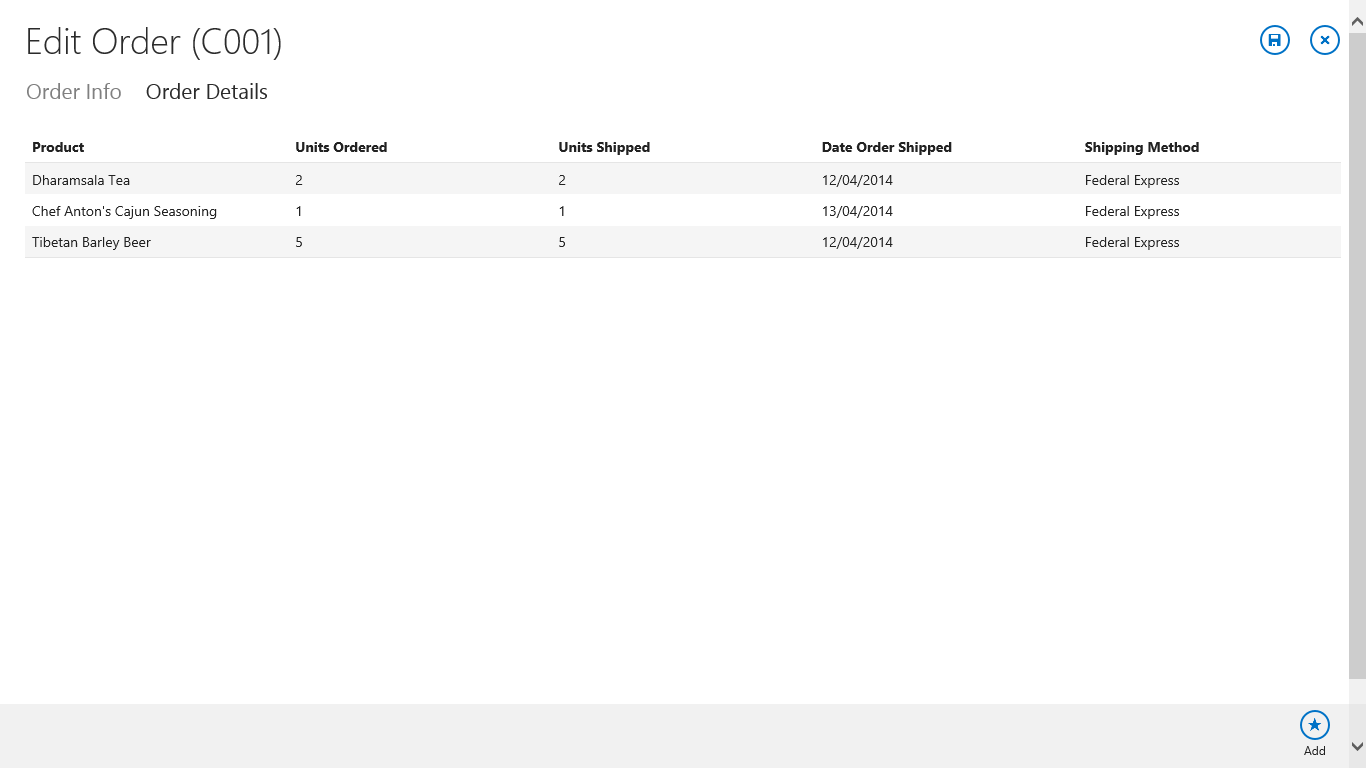 Edit Order (C001)
Order Info Order Details
Product Units Ordered Units Shipped Date Order Shipped Shipping Method
Dharamsala Tea 2 2 12/04/2014 Federal Express
Chef Anton's Cajun Seasoning 1 1 13/04/2014 Federal Express
Tibetan Barley Beer 5 5 12/04/2014 Federal Express
Add